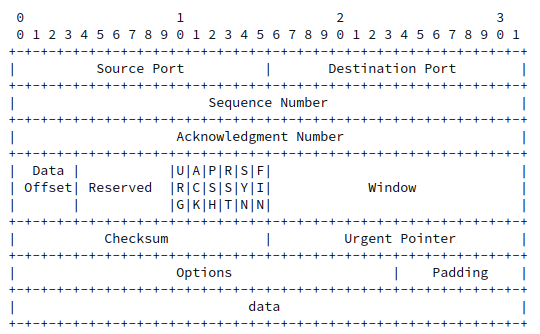 0                   1                   2                   3
 0 1 2 3 4 5 6 7 8 9 0 1 2 3 4 5 6 7 8 9 0 1 2 3 4 5 6 7 8 9 0 1
+-+-+-+-+-+-+-+-+-+-+-+-+-+-+-+-+-+-+-+-+-+-+-+-+-+-+-+-+-+-+-+-+
|          Source Port          |       Destination Port        |
+-+-+-+-+-+-+-+-+-+-+-+-+-+-+-+-+-+-+-+-+-+-+-+-+-+-+-+-+-+-+-+-+
|                        Sequence Number                        |
+-+-+-+-+-+-+-+-+-+-+-+-+-+-+-+-+-+-+-+-+-+-+-+-+-+-+-+-+-+-+-+-+
|                    Acknowledgment Number                      |
+-+-+-+-+-+-+-+-+-+-+-+-+-+-+-+-+-+-+-+-+-+-+-+-+-+-+-+-+-+-+-+-+
|  Data |           |U|A|P|R|S|F|                               |
| Offset| Reserved  |R|C|S|S|Y|I|            Window             |
|       |           |G|K|H|T|N|N|                               |
+-+-+-+-+-+-+-+-+-+-+-+-+-+-+-+-+-+-+-+-+-+-+-+-+-+-+-+-+-+-+-+-+
|           Checksum            |         Urgent Pointer        |
+-+-+-+-+-+-+-+-+-+-+-+-+-+-+-+-+-+-+-+-+-+-+-+-+-+-+-+-+-+-+-+-+
|                    Options                    |    Padding    |
+-+-+-+-+-+-+-+-+-+-+-+-+-+-+-+-+-+-+-+-+-+-+-+-+-+-+-+-+-+-+-+-+
|                             data                              |
+-+-+-+-+-+-+-+-+-+-+-+-+-+-+-+-+-+-+-+-+-+-+-+-+-+-+-+-+-+-+-+-+